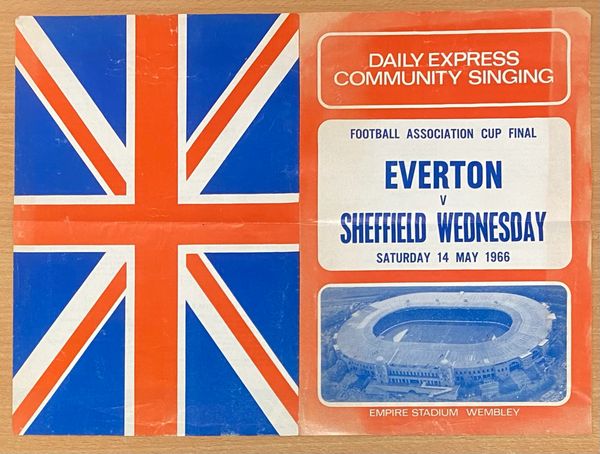 DAILY EXPRESS
COMMUNITY SINGING
FOOTBALL ASSOCIATION CUP FINAL
EVERTON
V
SHEFFIELD WEDNESDAY
SATURDAY 14 MAY 1966
EMPIRE STADIUM WEMBLEY